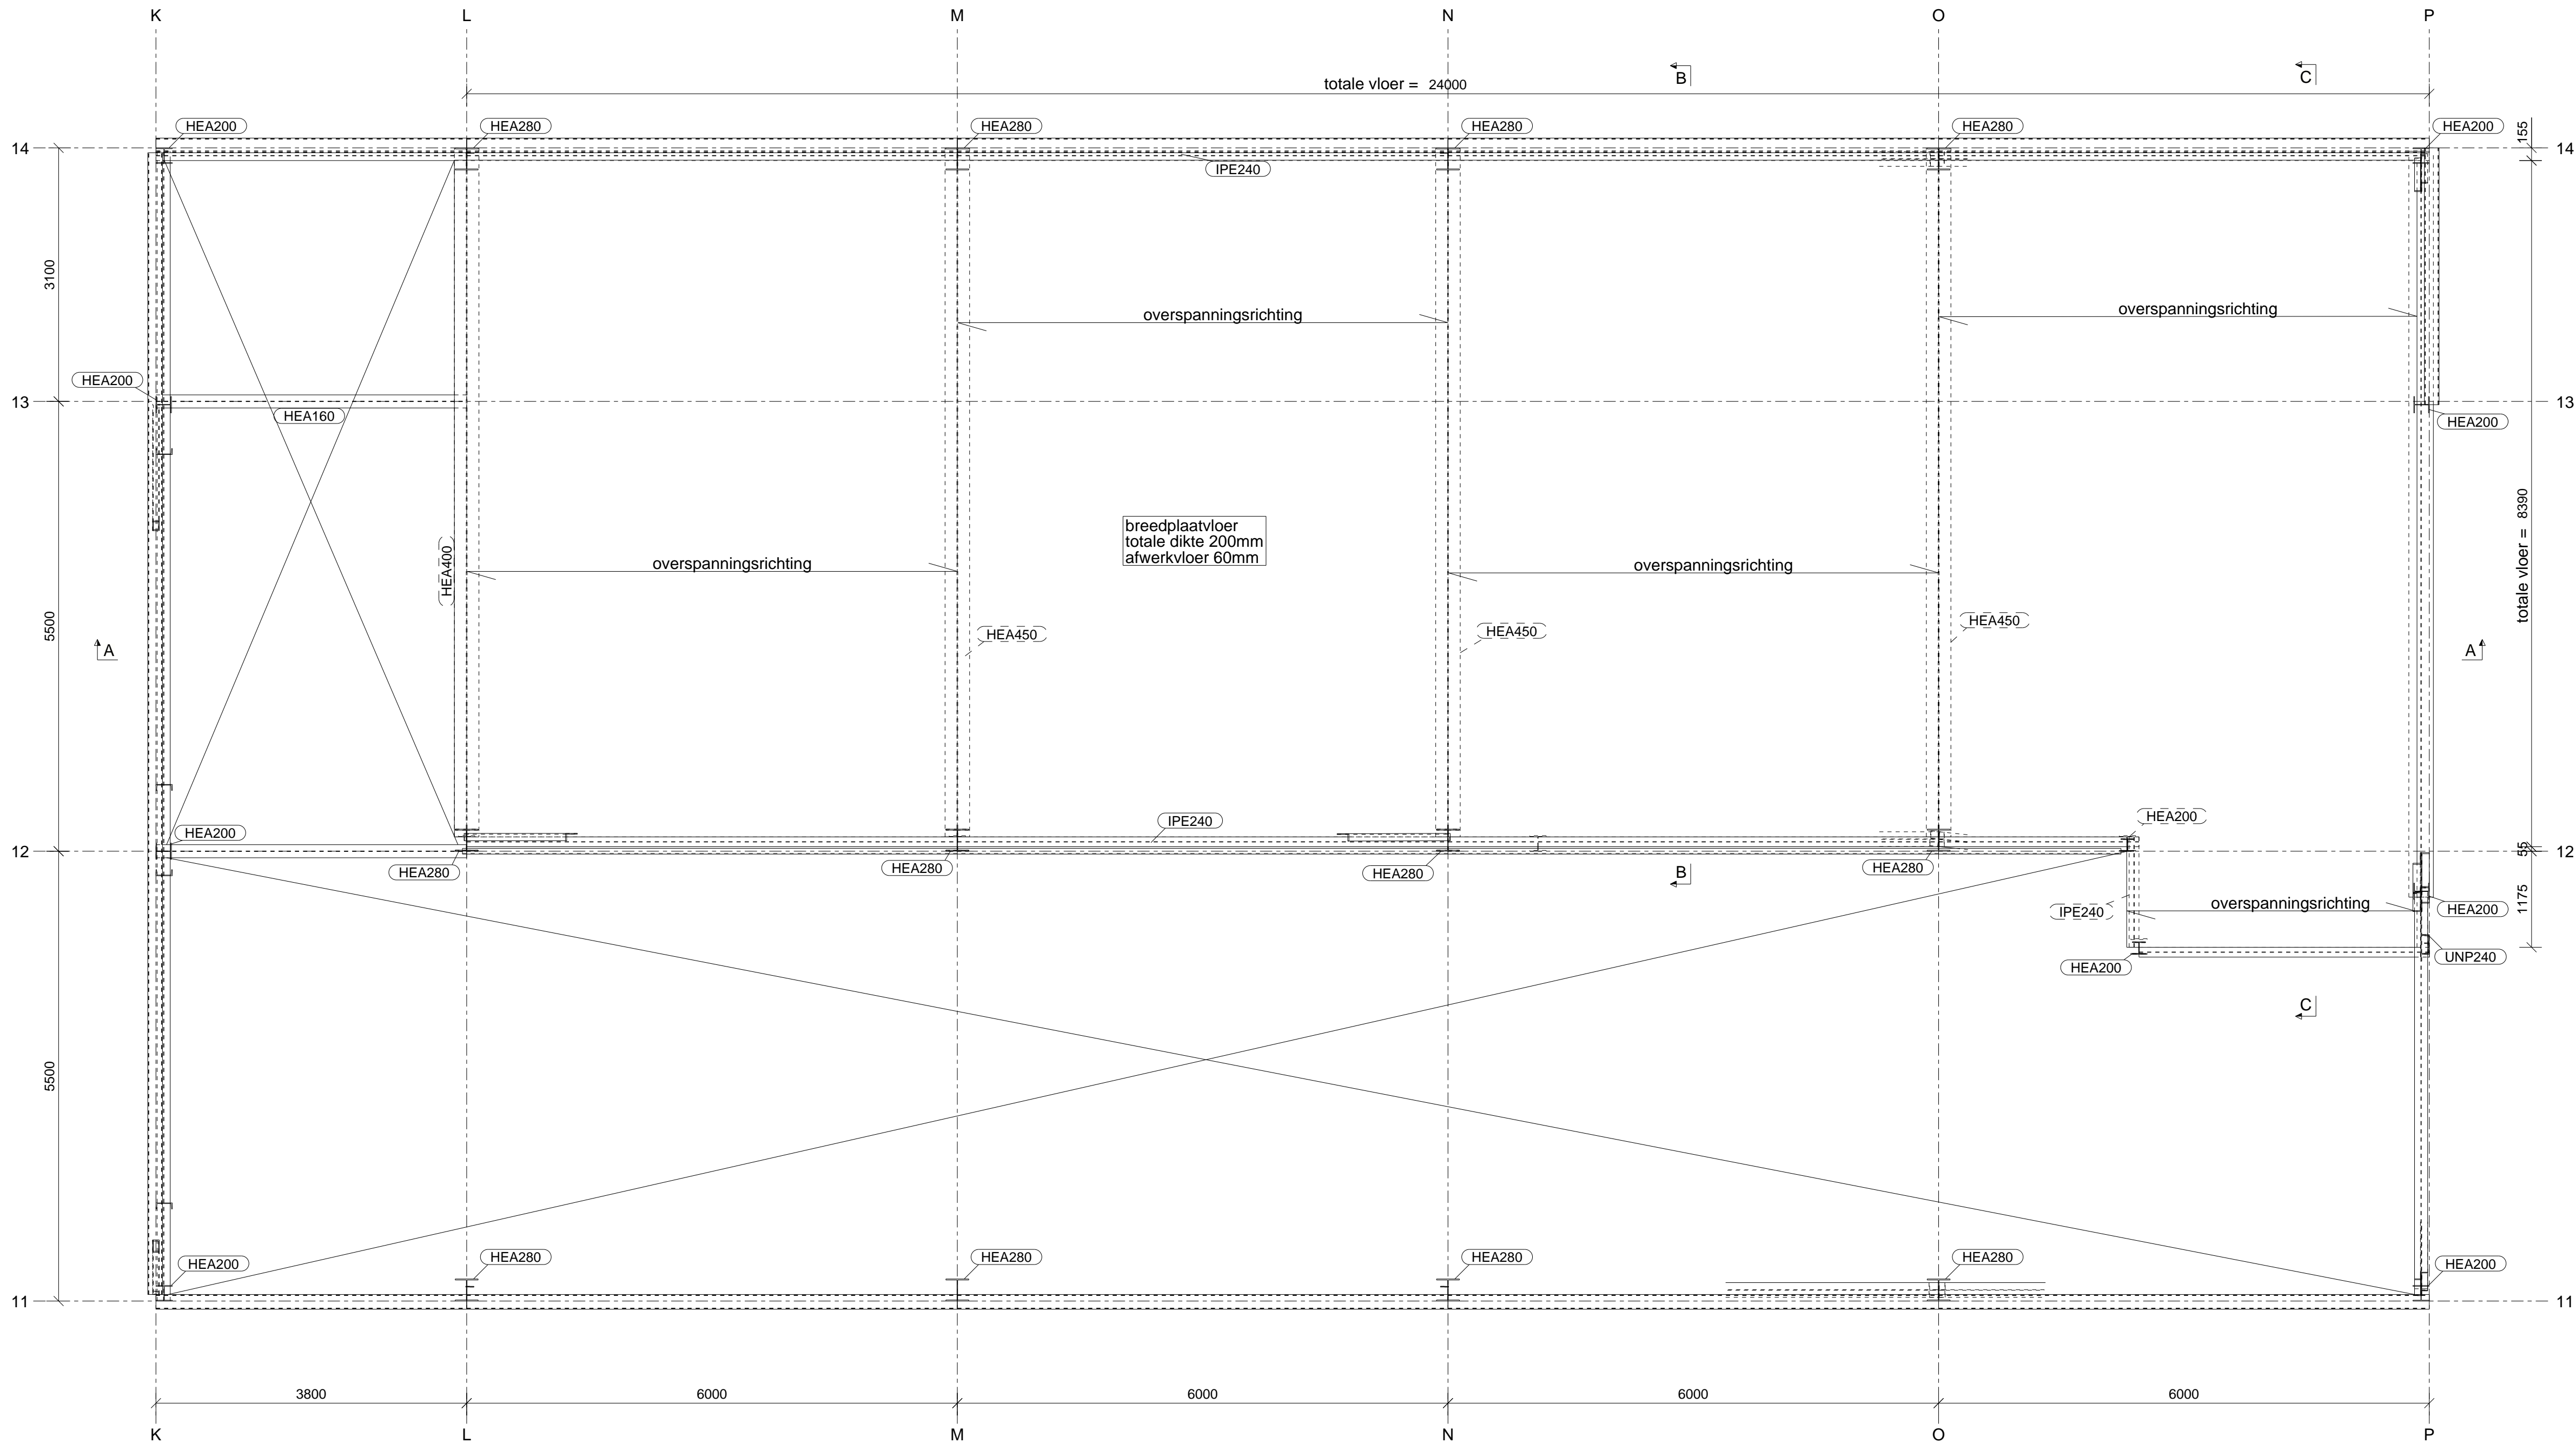 K L M N O P
B C
totale vloer = 24000
HEA200 HEA280 HEA280 HEA280 HEA280 HEA200
155
14 14
IPE240
3100
overspanningsrichting overspanningsrichting
HEA200
13 13
HEA160 HEA200
totale vloer = 8390
breedplaatvloer
totale dikte 200mm
afwerkvloer 60mm
HEA400
overspanningsrichting overspanningsrichting
5500
HEA450 HEA450 HEA450
A A
HEA200 IPE240 HEA200
12 55 12
HEA280 HEA280 HEA280 HEA280
B
1175
IPE240 overspanningsrichting HEA200
HEA200 UNP240
C
5500
HEA200 HEA280 HEA280 HEA280 HEA280 HEA200
11 11
3800 6000 6000 6000 6000
K L M N O P